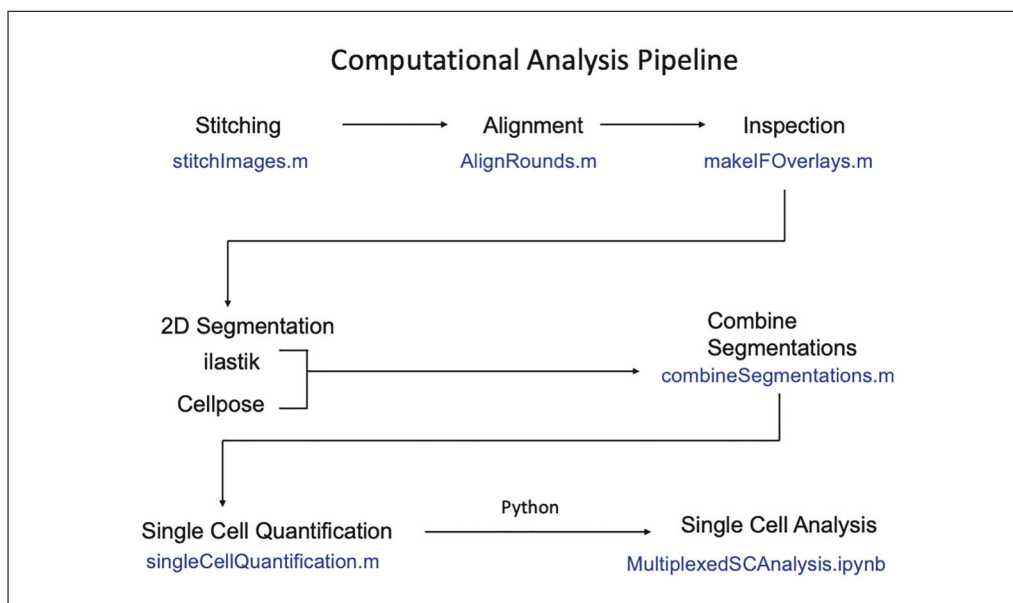 Computational Analysis Pipeline
Stitching
stitchImages.m
Alignment
AlignRounds.m
Inspection
makeIFOverlays.m
2D Segmentation
ilastik
Cellpose
Combine
Segmentations
combineSegmentations.m
Single Cell Quantification
singleCellQuantification.m
Python
Single Cell Analysis
MultiplexedSCAnalysis.ipynb